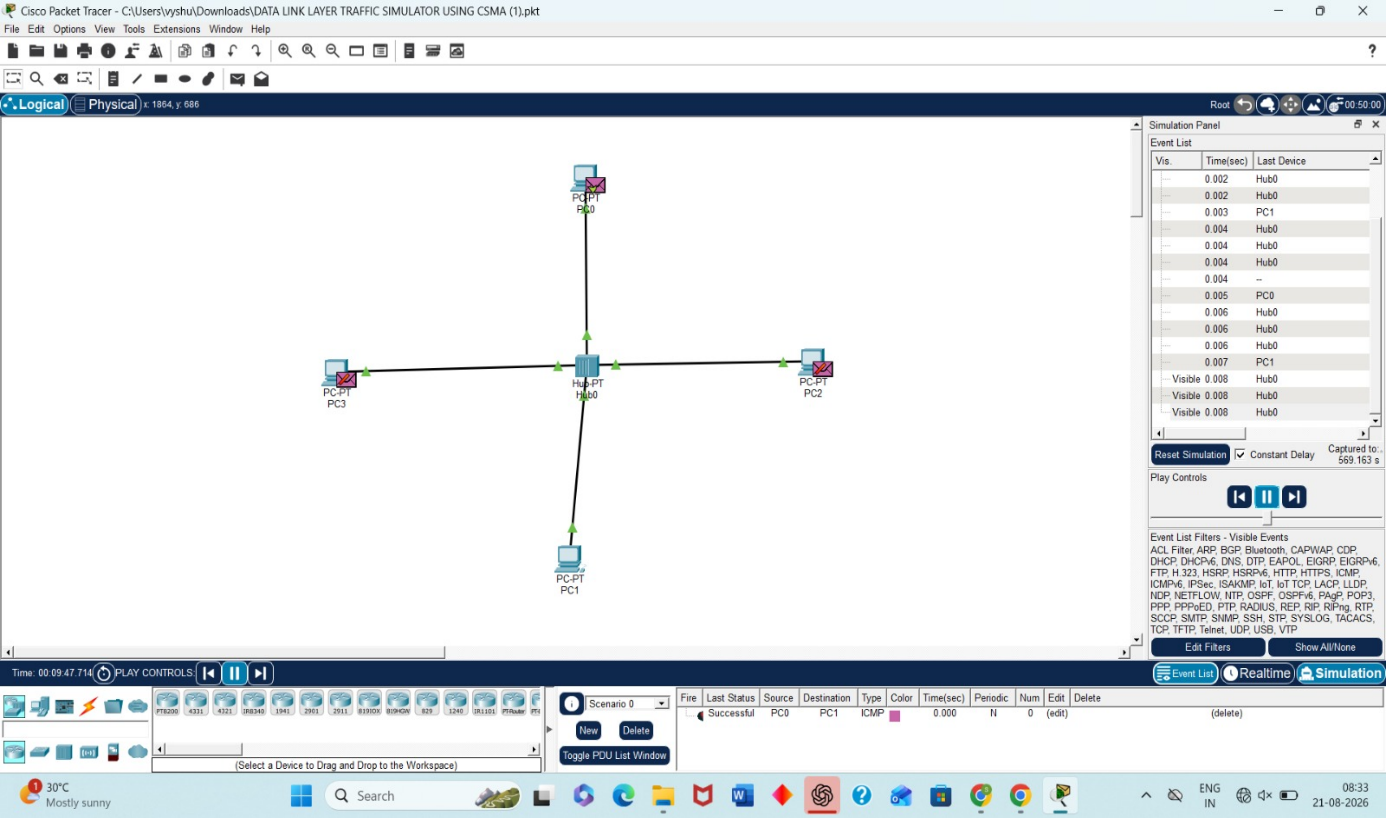 Cisco Packet Tracer - C:\Users\vyshu\Downloads\DATA LINK LAYER TRAFFIC SIMULATOR USING CSMA (1).pkt
File Edit Options View Tools Extensions Window Help
?
Logical Physical x: 1864, y: 686
Root 00:50:00
PC-PT
PC0
PC-PT
PC3
Hub-PT
Hub0
PC-PT
PC2
PC-PT
PC1
Simulation Panel
Event List
Vis. Time(sec) Last Device
0.002 Hub0
0.002 Hub0
0.003 PC1
0.004 Hub0
0.004 Hub0
0.004 Hub0
0.004 --
0.005 PC0
0.006 Hub0
0.006 Hub0
0.006 Hub0
0.007 PC1
Visible 0.008 Hub0
Visible 0.008 Hub0
Visible 0.008 Hub0
Reset Simulation Constant Delay Captured to:.
569.163 s
Play Controls
Event List Filters - Visible Events
ACL Filter, ARP, BGP, Bluetooth, CAPWAP, CDP,
DHCP, DHCPv6, DNS, DTP, EAPOL, EIGRP, EIGRPv6,
FTP, H.323, HSRP, HSRPv6, HTTP, HTTPS, ICMP,
ICMPv6, IPSec, ISAKMP, IoT, IoT TCP, LACP, LLDP,
NDP, NETFLOW, NTP, OSPF, OSPFv6, PAgP, POP3,
PPP, PPPoED, PTP, RADIUS, REP, RIP, RIPng, RTP,
SCCP, SMTP, SNMP, SSH, STP, SYSLOG, TACACS,
TCP, TFTP, Telnet, UDP, USB, VTP
Edit Filters Show All/None
Time: 00:09:47.714 PLAY CONTROLS:
Event List Realtime Simulation
PT8200 4331 4321 IR8340 1941 2901 2911 819IOX 819HGW 829 1240 IR1101
(Select a Device to Drag and Drop to the Workspace)
Scenario 0
New Delete
Toggle PDU List Window
Fire Last Status Source Destination Type Color Time(sec) Periodic Num Edit Delete
Successful PC0 PC1 ICMP 0.000 N 0 (edit) (delete)
1
30°C
Mostly sunny
Search
ENG
IN
08:33
21-08-2026